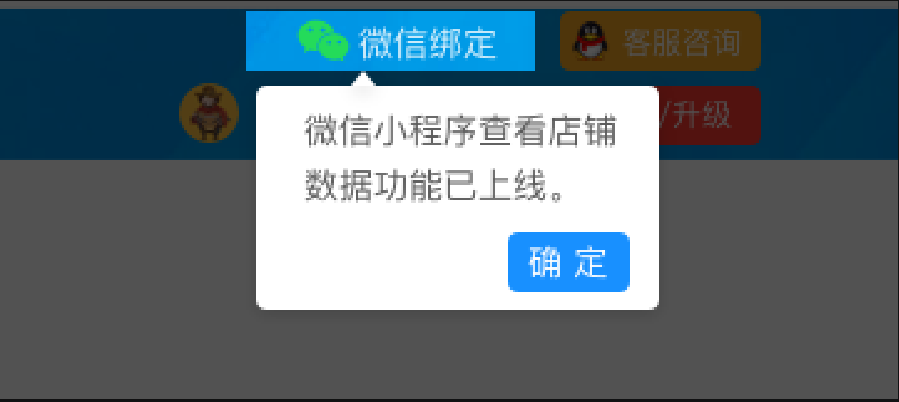 微信绑定
客服咨询
/升级
微信小程序查看店铺
数据功能已上线。
确 定